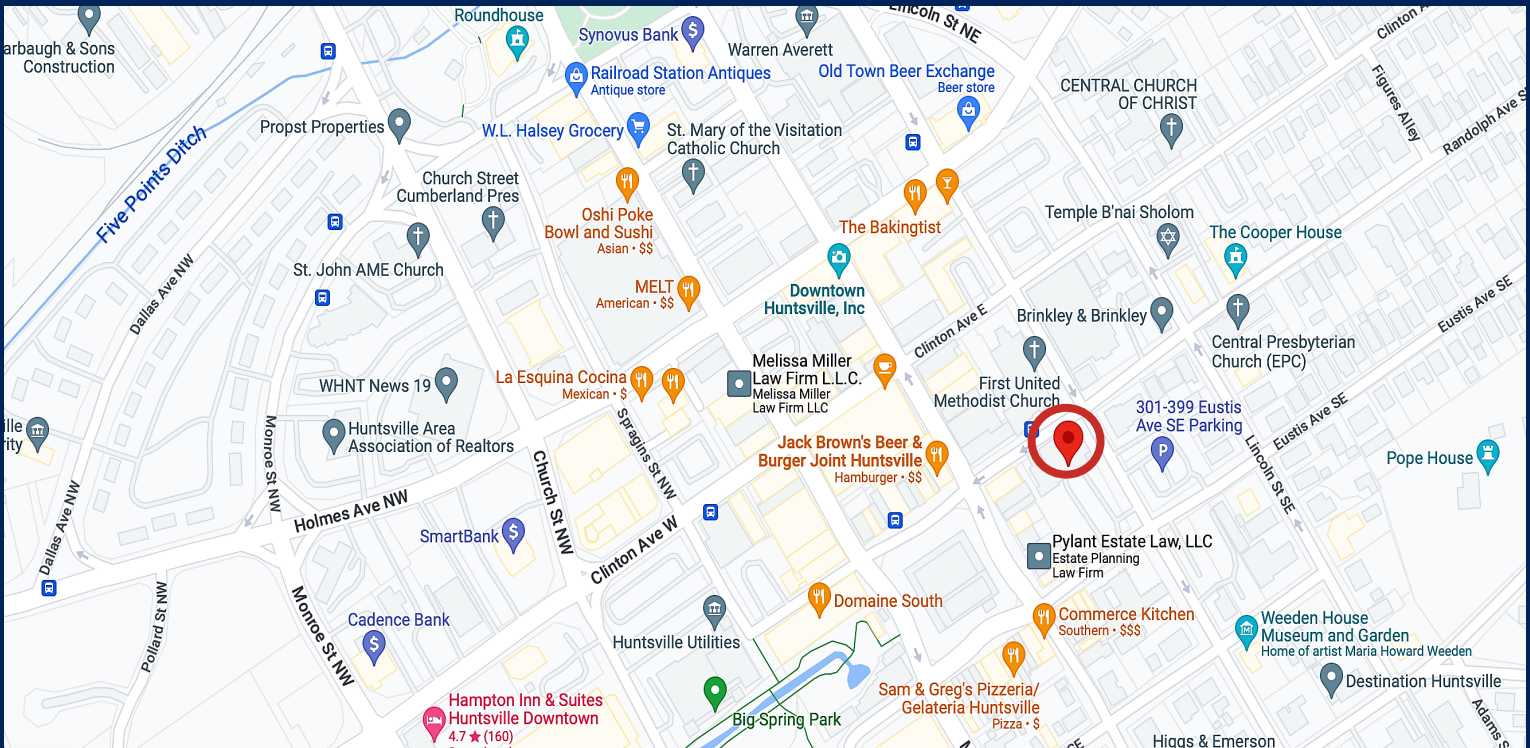 Roundhouse
arbaugh & Sons
Construction
Synovus Bank
Warren Averett
Lincoln St NE
Clinton A
Railroad Station Antiques
Antique store
Old Town Beer Exchange
Beer store
CENTRAL CHURCH
OF CHRIST
Figures Alley
Randolph Ave S
Propst Properties
W.L. Halsey Grocery
St. Mary of the Visitation
Catholic Church
Five Points Ditch
Church Street
Cumberland Pres
Oshi Poke
Bowl and Sushi
Asian • $$
The Bakingtist
Temple B'nai Sholom
The Cooper House
St. John AME Church
Dallas Ave NW
MELT
American • $$
Downtown
Huntsville, Inc
Clinton Ave E
Brinkley & Brinkley
Central Presbyterian
Church (EPC)
Eustis Ave SE
WHNT News 19
La Esquina Cocina
Mexican • $
Melissa Miller
Law Firm L.L.C.
Melissa Miller
Law Firm LLC
First United
Methodist Church
301-399 Eustis
Ave SE Parking
P
Eustis Ave SE
ille
rity
Monroe St NW
Huntsville Area
Association of Realtors
Spragins St NW
Jack Brown's Beer &
Burger Joint Huntsville
Hamburger • $$
Lincoln St SE
Pope House
Dallas Ave NW
Holmes Ave NW
Church St NW
SmartBank
Clinton Ave W
Pylant Estate Law, LLC
Estate Planning
Law Firm
Pollard St NW
Monroe St NW
Cadence Bank
Huntsville Utilities
Domaine South
Commerce Kitchen
Southern • $$$
Weeden House
Museum and Garden
Home of artist Maria Howard Weeden
Hampton Inn & Suites
Huntsville Downtown
4.7 ★ (160)
Big Spring Park
Sam & Greg's Pizzeria/
Gelateria Huntsville
Pizza • $
Destination Huntsville
Adams S
SE
Higgs & Emerson